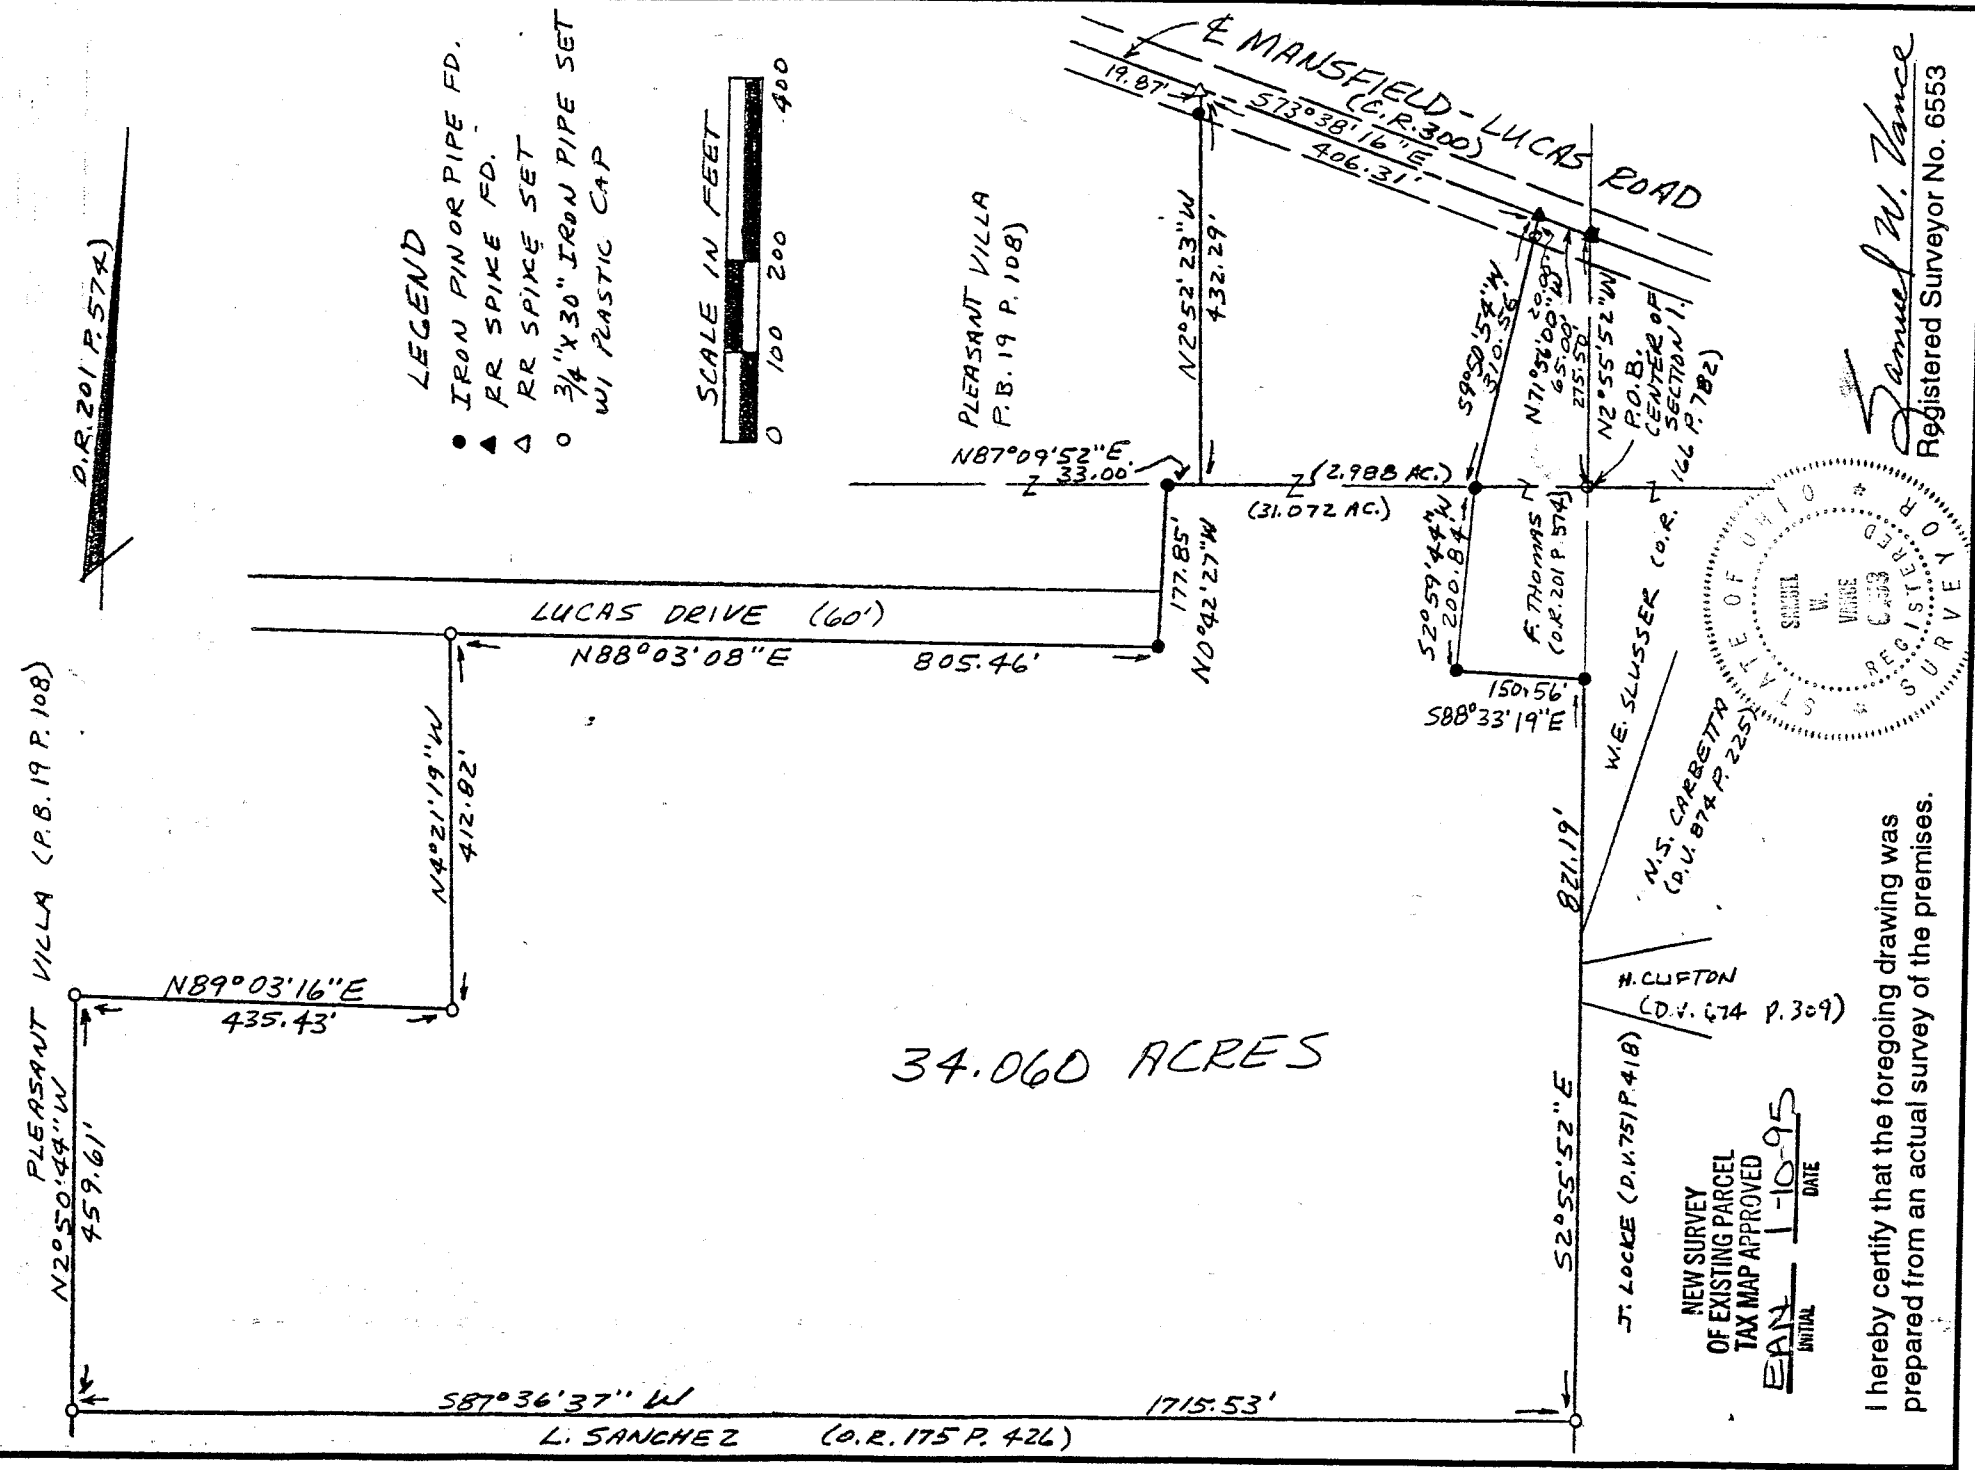 O.R. 201 P. 574)
LEGEND
● IRON PIN OR PIPE FD.
▲ RR SPIKE FD.
△ RR SPIKE SET
○ 3/4" X 30" IRON PIPE SET
W/ PLASTIC CAP
SCALE IN FEET
0 100 200 400
PLEASANT VILLA
P.B. 19 P. 108)
℄ MANSFIELD-LUCAS ROAD
(C.R. 300)
19.87'
S73°38'16"E
406.31'
N2°52'23"W
432.29'
N87°09'52"E
33.00'
(2.988 AC.)
(31.072 AC.)
S9°50'54"W
310.56'
N71°56'00"W
65.00'
275.50'
N2°55'52"W
P.O.B.
CENTER OF
SECTION 11.
166 P. 782)
W.E. SLUSSER (O.R.
F. THOMAS
(O.R. 201 P. 574)
S2°59'44"W
200.84'
150.56'
S88°33'19"E
177.85'
N0°42'27"W
LUCAS DRIVE (60')
N88°03'08"E 805.46'
N4°21'19"W
412.82'
PLEASANT VILLA (P.B. 19 P. 108)
N89°03'16"E
435.43'
N2°50'44"W
459.61'
S87°36'37" W 1715.53'
L. SANCHEZ (O.R. 175 P. 426)
34.060 ACRES
S2°55'52"E 821.19'
N.S. CARBETTA
(D.V. 874 P. 225)
H. CLIFTON
(D.V. 674 P. 309)
J. LOCKE (D.V. 751 P. 418)
NEW SURVEY
OF EXISTING PARCEL
TAX MAP APPROVED
EAN 1-10-95
INITIAL DATE
I hereby certify that the foregoing drawing was
prepared from an actual survey of the premises.
STATE OF OHIO
SAMUEL
W.
VANCE
REGISTERED
SURVEYOR
Samuel W. Vance
Registered Surveyor No. 6553